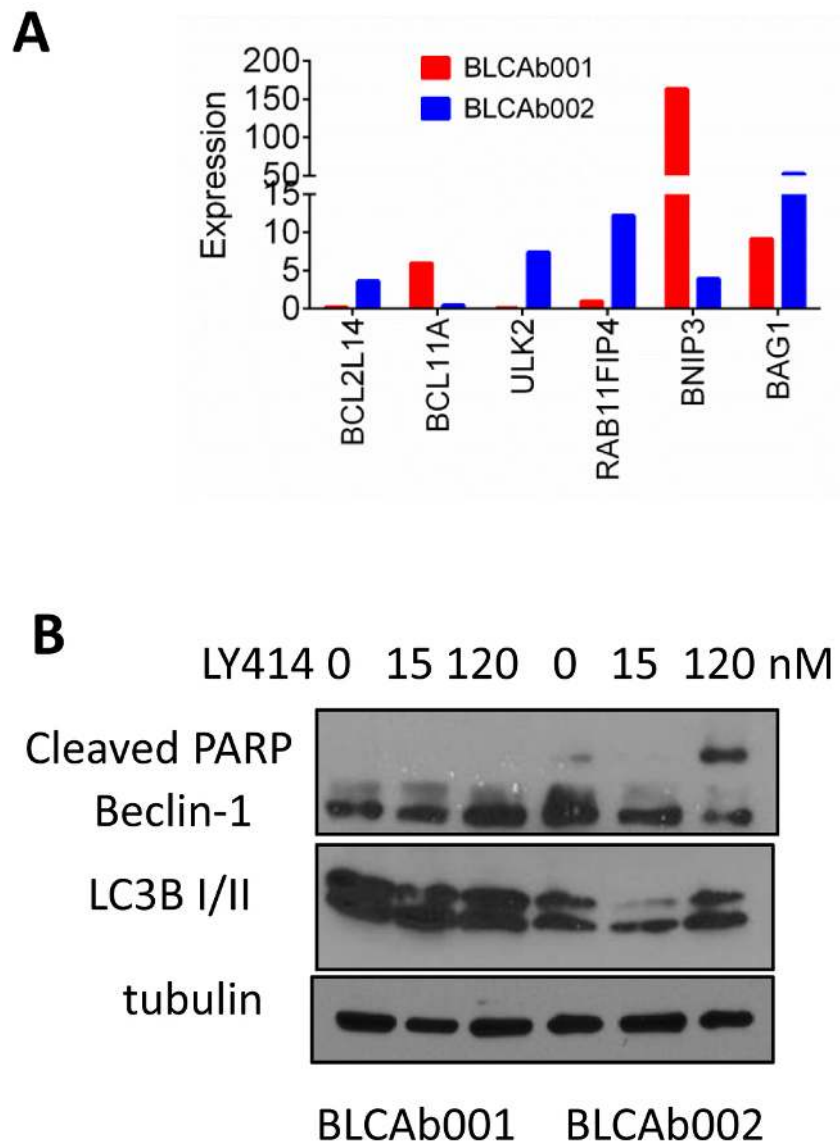 A
Expression
200
150
100
50
15
10
5
0
BLCAb001
BLCAb002
BCL2L14
BCL11A
ULK2
RAB11FIP4
BNIP3
BAG1
B
LY414 0 15 120 0 15 120 nM
Cleaved PARP
Beclin-1
LC3B I/II
tubulin
BLCAb001 BLCAb002